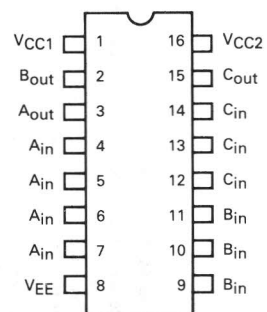 VCC1 1 16 VCC2
Bout 2 15 Cout
Aout 3 14 Cin
Ain 4 13 Cin
Ain 5 12 Cin
Ain 6 11 Bin
Ain 7 10 Bin
VEE 8 9 Bin